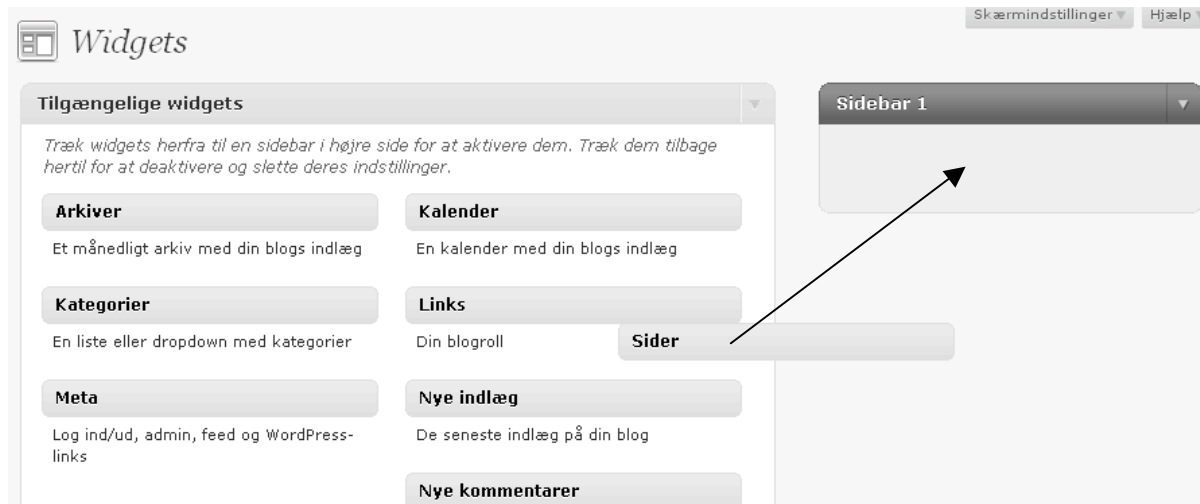 Skærmindstillinger Hjælp
Widgets
Tilgængelige widgets
Træk widgets herfra til en sidebar i højre side for at aktivere dem. Træk dem tilbage
hertil for at deaktivere og slette deres indstillinger.
Arkiver
Et månedligt arkiv med din blogs indlæg
Kalender
En kalender med din blogs indlæg
Kategorier
En liste eller dropdown med kategorier
Links
Din blogroll
Sider
Meta
Log ind/ud, admin, feed og WordPress-
links
Nye indlæg
De seneste indlæg på din blog
Nye kommentarer
Sidebar 1